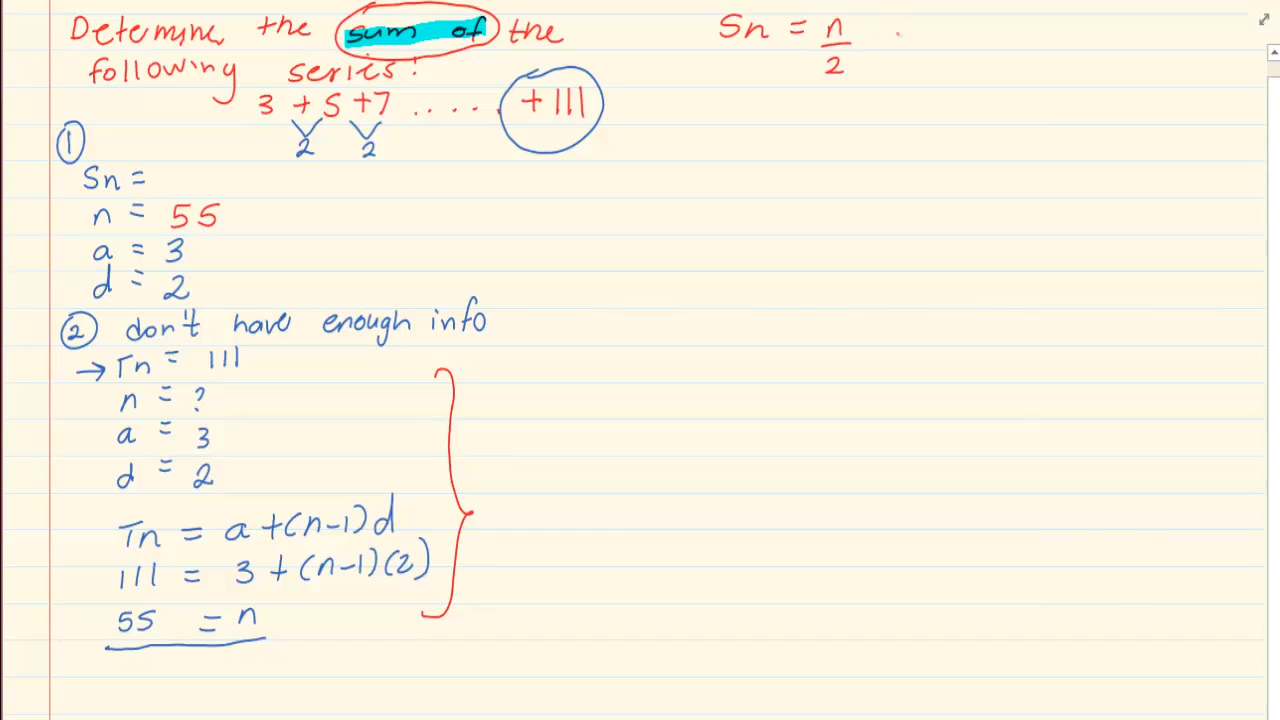 Determine the sum of the
following series:
3 + 5 +7 ..... +111
2 2
Sn = n/2
①
Sn =
n = 55
a = 3
d = 2
② don't have enough info
→ Tn = 111
n = ?
a = 3
d = 2
Tn = a +(n-1)d
111 = 3 +(n-1)(2)
55 = n